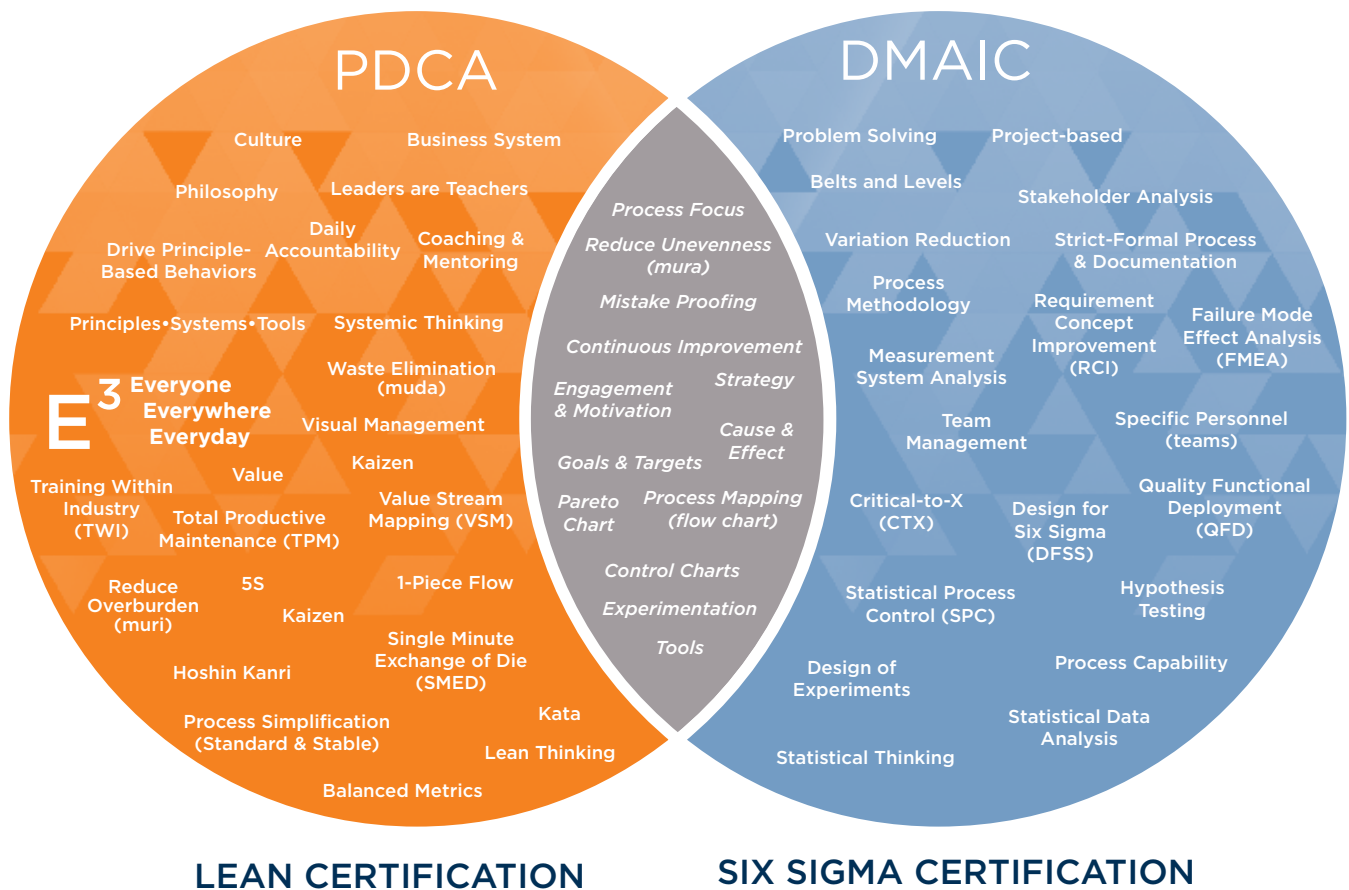 PDCA
Culture
Business System
Philosophy
Leaders are Teachers
Drive Principle-
Based Behaviors
Daily
Accountability
Coaching &
Mentoring
Principles•Systems•Tools
Systemic Thinking
Waste Elimination
(muda)
E³ Everyone
Everywhere
Everyday
Visual Management
Value
Kaizen
Training Within
Industry
(TWI)
Total Productive
Maintenance (TPM)
Value Stream
Mapping (VSM)
Reduce
Overburden
(muri)
5S
Kaizen
1-Piece Flow
Single Minute
Exchange of Die
(SMED)
Hoshin Kanri
Process Simplification
(Standard & Stable)
Kata
Lean Thinking
Balanced Metrics
Process Focus
Reduce Unevenness
(mura)
Mistake Proofing
Continuous Improvement
Engagement
& Motivation
Strategy
Cause &
Effect
Goals & Targets
Pareto
Chart
Process Mapping
(flow chart)
Control Charts
Experimentation
Tools
DMAIC
Problem Solving
Project-based
Belts and Levels
Stakeholder Analysis
Variation Reduction
Strict-Formal Process
& Documentation
Process
Methodology
Requirement
Concept
Improvement
(RCI)
Failure Mode
Effect Analysis
(FMEA)
Measurement
System Analysis
Team
Management
Specific Personnel
(teams)
Critical-to-X
(CTX)
Design for
Six Sigma
(DFSS)
Quality Functional
Deployment
(QFD)
Statistical Process
Control (SPC)
Hypothesis
Testing
Design of
Experiments
Process Capability
Statistical Data
Analysis
Statistical Thinking
LEAN CERTIFICATION
SIX SIGMA CERTIFICATION